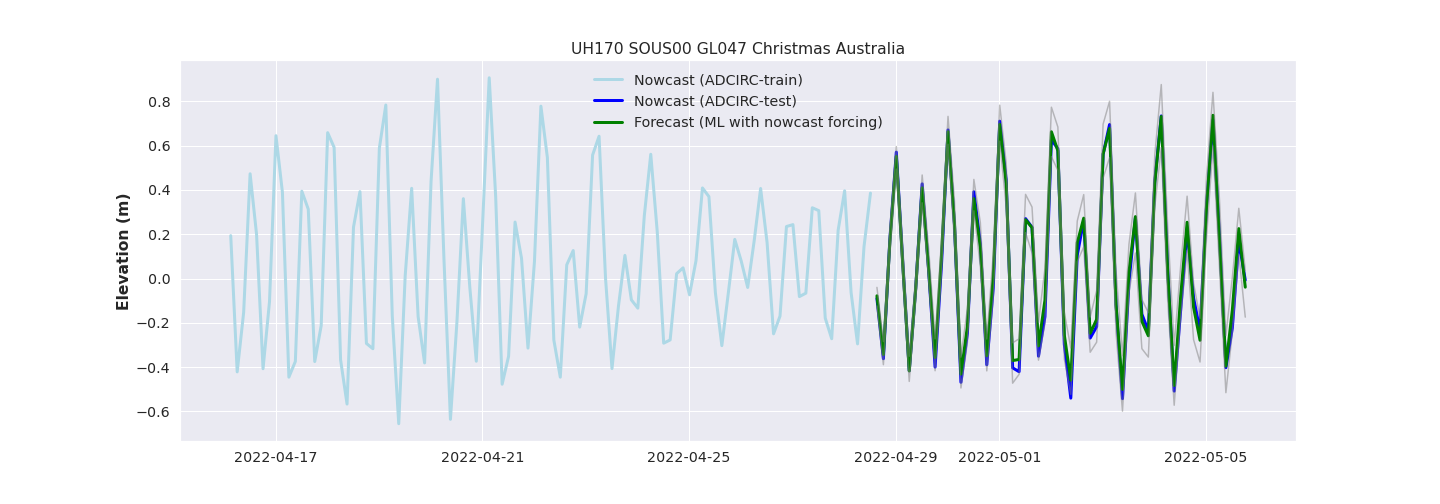 UH170 SOUS00 GL047 Christmas Australia
Nowcast (ADCIRC-train)
Nowcast (ADCIRC-test)
Forecast (ML with nowcast forcing)
Elevation (m)
0.8
0.6
0.4
0.2
0.0
−0.2
−0.4
−0.6
2022-04-17 2022-04-21 2022-04-25 2022-04-29 2022-05-01 2022-05-05